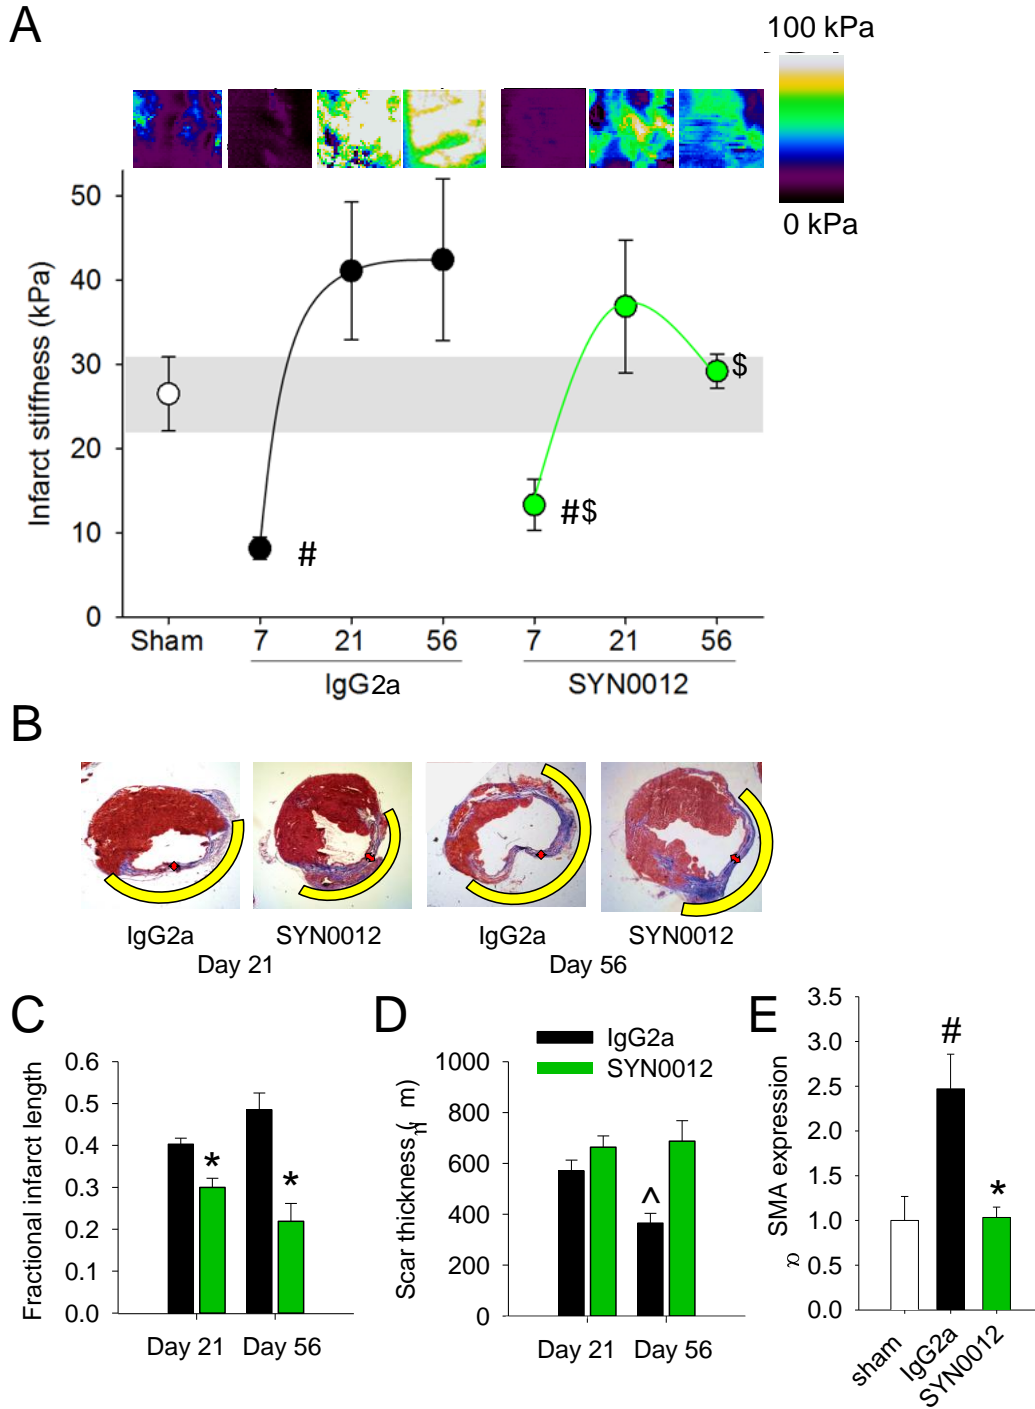 A
100 kPa
0 kPa
Infarct stiffness (kPa)
50
40
30
20
10
0
#
#$
$
Sham
7
21
56
7
21
56
IgG2a
SYN0012
B
IgG2a
SYN0012
IgG2a
SYN0012
Day 21
Day 56
C
Fractional infarct length
0.6
0.5
0.4
0.3
0.2
0.1
0.0
*
*
Day 21
Day 56
D
IgG2a
SYN0012
Scar thickness (μm)
1000
800
600
400
200
0
^
Day 21
Day 56
E
α SMA expression
3.5
3.0
2.5
2.0
1.5
1.0
0.5
0.0
#
*
sham
IgG2a
SYN0012